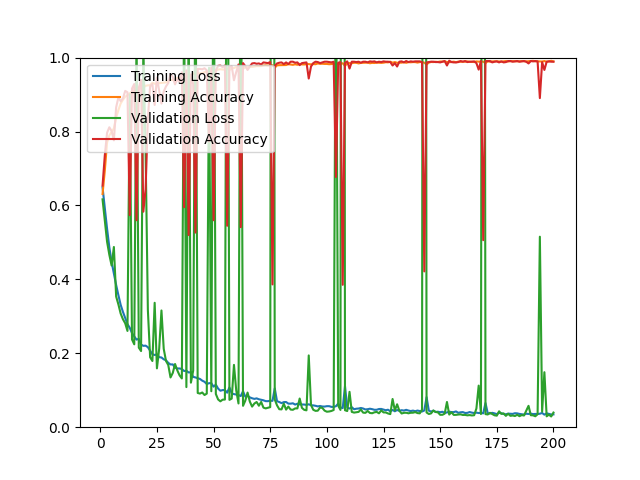 1.0
0.8
0.6
0.4
0.2
0.0
Training Loss
Training Accuracy
Validation Loss
Validation Accuracy
0 25 50 75 100 125 150 175 200